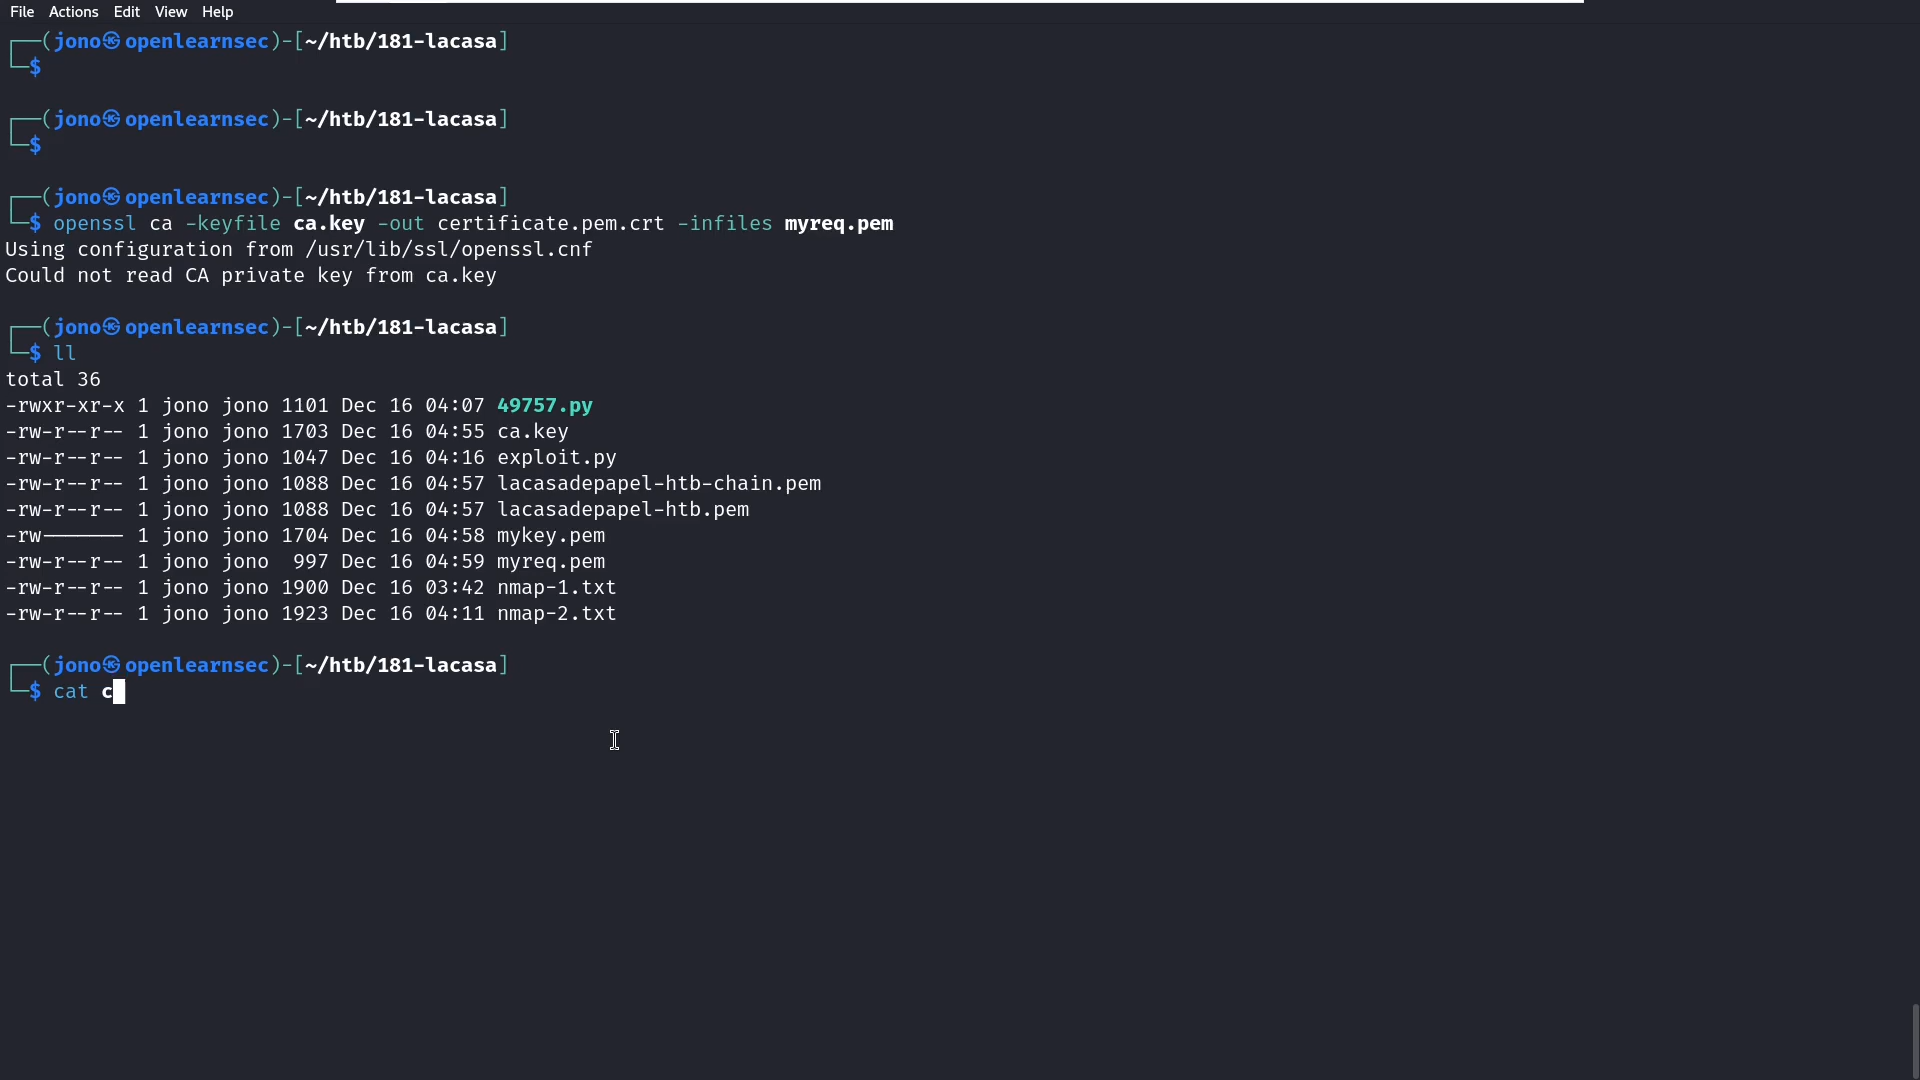 File Actions Edit View Help
┌──(jono㉿openlearnsec)-[~/htb/181-lacasa]
└─$
┌──(jono㉿openlearnsec)-[~/htb/181-lacasa]
└─$
┌──(jono㉿openlearnsec)-[~/htb/181-lacasa]
└─$ openssl ca -keyfile ca.key -out certificate.pem.crt -infiles myreq.pem
Using configuration from /usr/lib/ssl/openssl.cnf
Could not read CA private key from ca.key
┌──(jono㉿openlearnsec)-[~/htb/181-lacasa]
└─$ ll
total 36
-rwxr-xr-x 1 jono jono 1101 Dec 16 04:07 49757.py
-rw-r--r-- 1 jono jono 1703 Dec 16 04:55 ca.key
-rw-r--r-- 1 jono jono 1047 Dec 16 04:16 exploit.py
-rw-r--r-- 1 jono jono 1088 Dec 16 04:57 lacasadepapel-htb-chain.pem
-rw-r--r-- 1 jono jono 1088 Dec 16 04:57 lacasadepapel-htb.pem
-rw------- 1 jono jono 1704 Dec 16 04:58 mykey.pem
-rw-r--r-- 1 jono jono  997 Dec 16 04:59 myreq.pem
-rw-r--r-- 1 jono jono 1900 Dec 16 03:42 nmap-1.txt
-rw-r--r-- 1 jono jono 1923 Dec 16 04:11 nmap-2.txt
┌──(jono㉿openlearnsec)-[~/htb/181-lacasa]
└─$ cat c